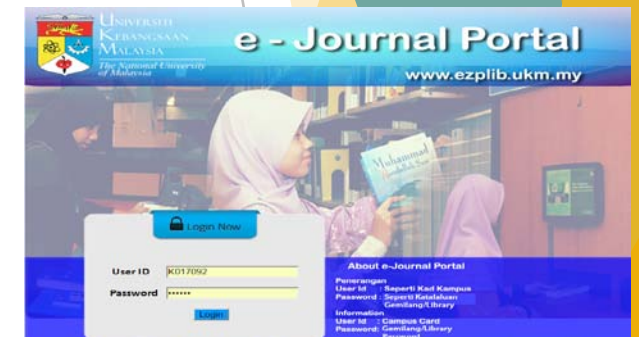 UNIVERSITI
KEBANGSAAN
MALAYSIA
The National University
of Malaysia
e - Journal Portal
www.ezplib.ukm.my
Muhammad
Login Now
User ID K017092
Password ••••••
Login
About e-Journal Portal
Penerangan
User Id : Seperti Kad Kampus
Password : Seperti Katalaluan
Gemilang/Library
Information
User Id : Campus Card
Password: Gemilang/Library